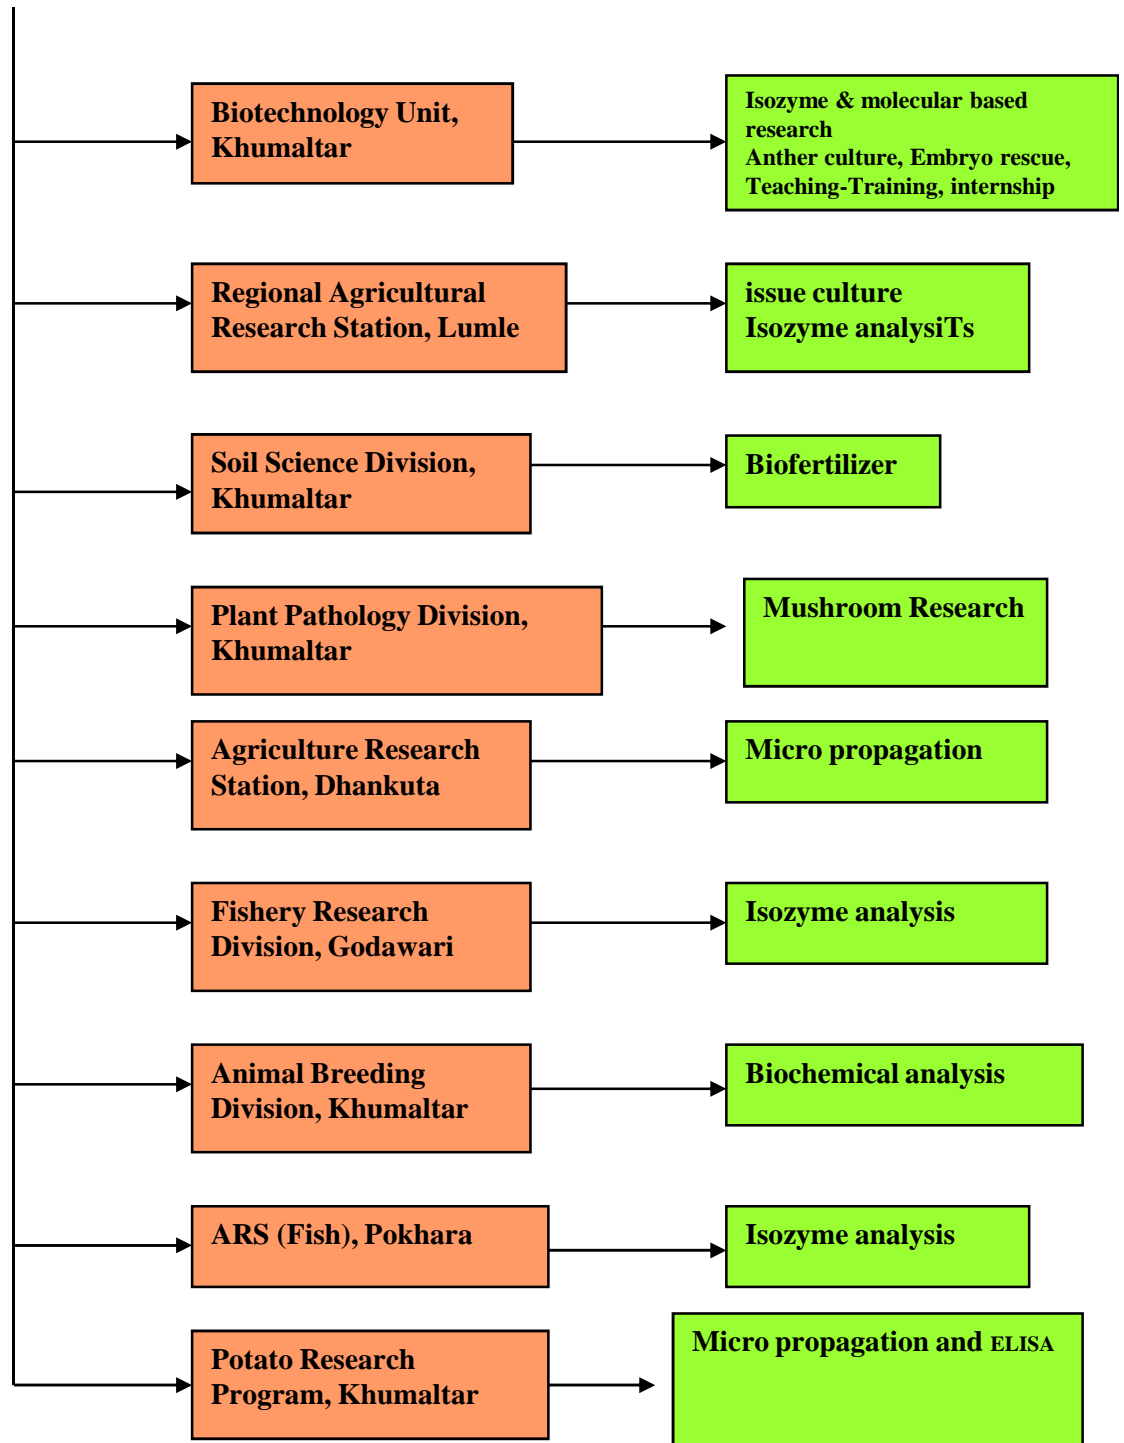 Biotechnology Unit,
Khumaltar
Isozyme & molecular based
research
Anther culture, Embryo rescue,
Teaching-Training, internship
Regional Agricultural
Research Station, Lumle
issue culture
Isozyme analysiTs
Soil Science Division,
Khumaltar
Biofertilizer
Plant Pathology Division,
Khumaltar
Mushroom Research
Agriculture Research
Station, Dhankuta
Micro propagation
Fishery Research
Division, Godawari
Isozyme analysis
Animal Breeding
Division, Khumaltar
Biochemical analysis
ARS (Fish), Pokhara
Isozyme analysis
Potato Research
Program, Khumaltar
Micro propagation and ELISA